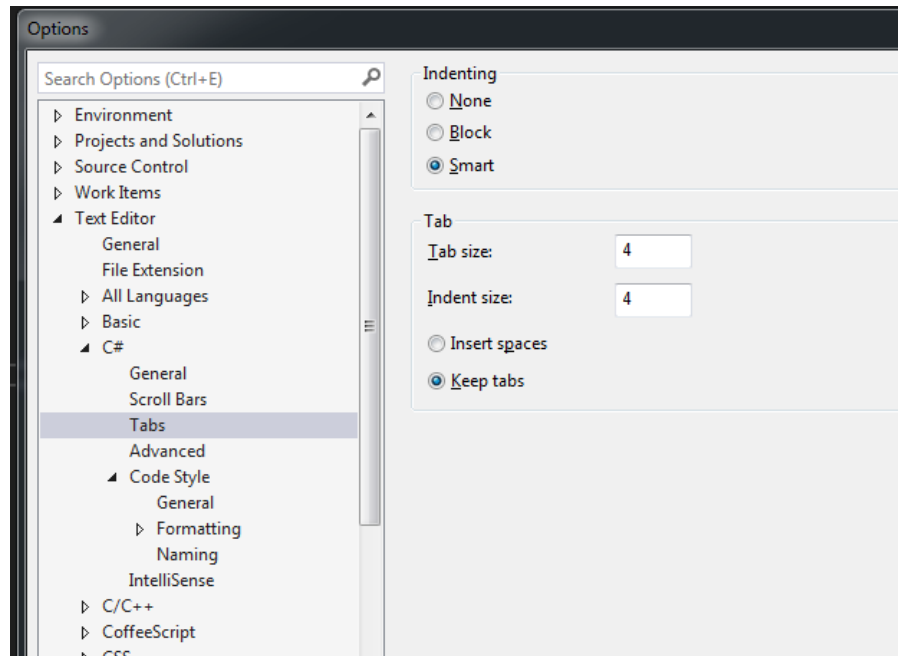 Options
Search Options (Ctrl+E)
Environment
Projects and Solutions
Source Control
Work Items
Text Editor
General
File Extension
All Languages
Basic
C#
General
Scroll Bars
Tabs
Advanced
Code Style
General
Formatting
Naming
IntelliSense
C/C++
CoffeeScript
CSS
Indenting
None
Block
Smart
Tab
Tab size: 4
Indent size: 4
Insert spaces
Keep tabs